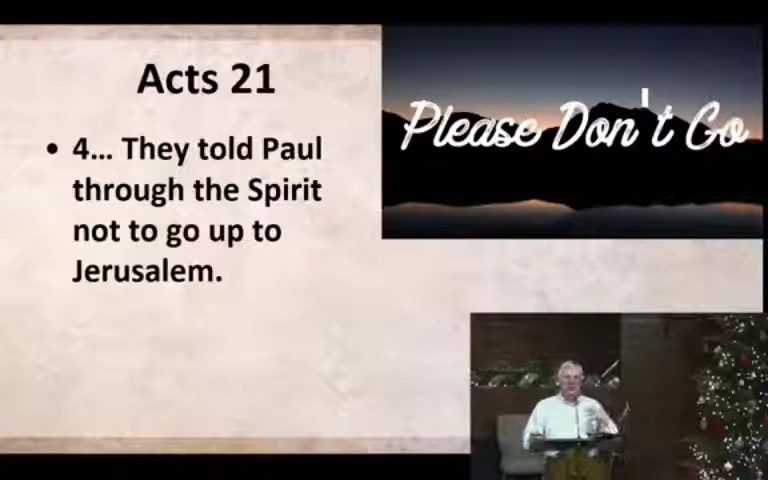 Acts 21
• 4... They told Paul
through the Spirit
not to go up to
Jerusalem.
Please Don't Go